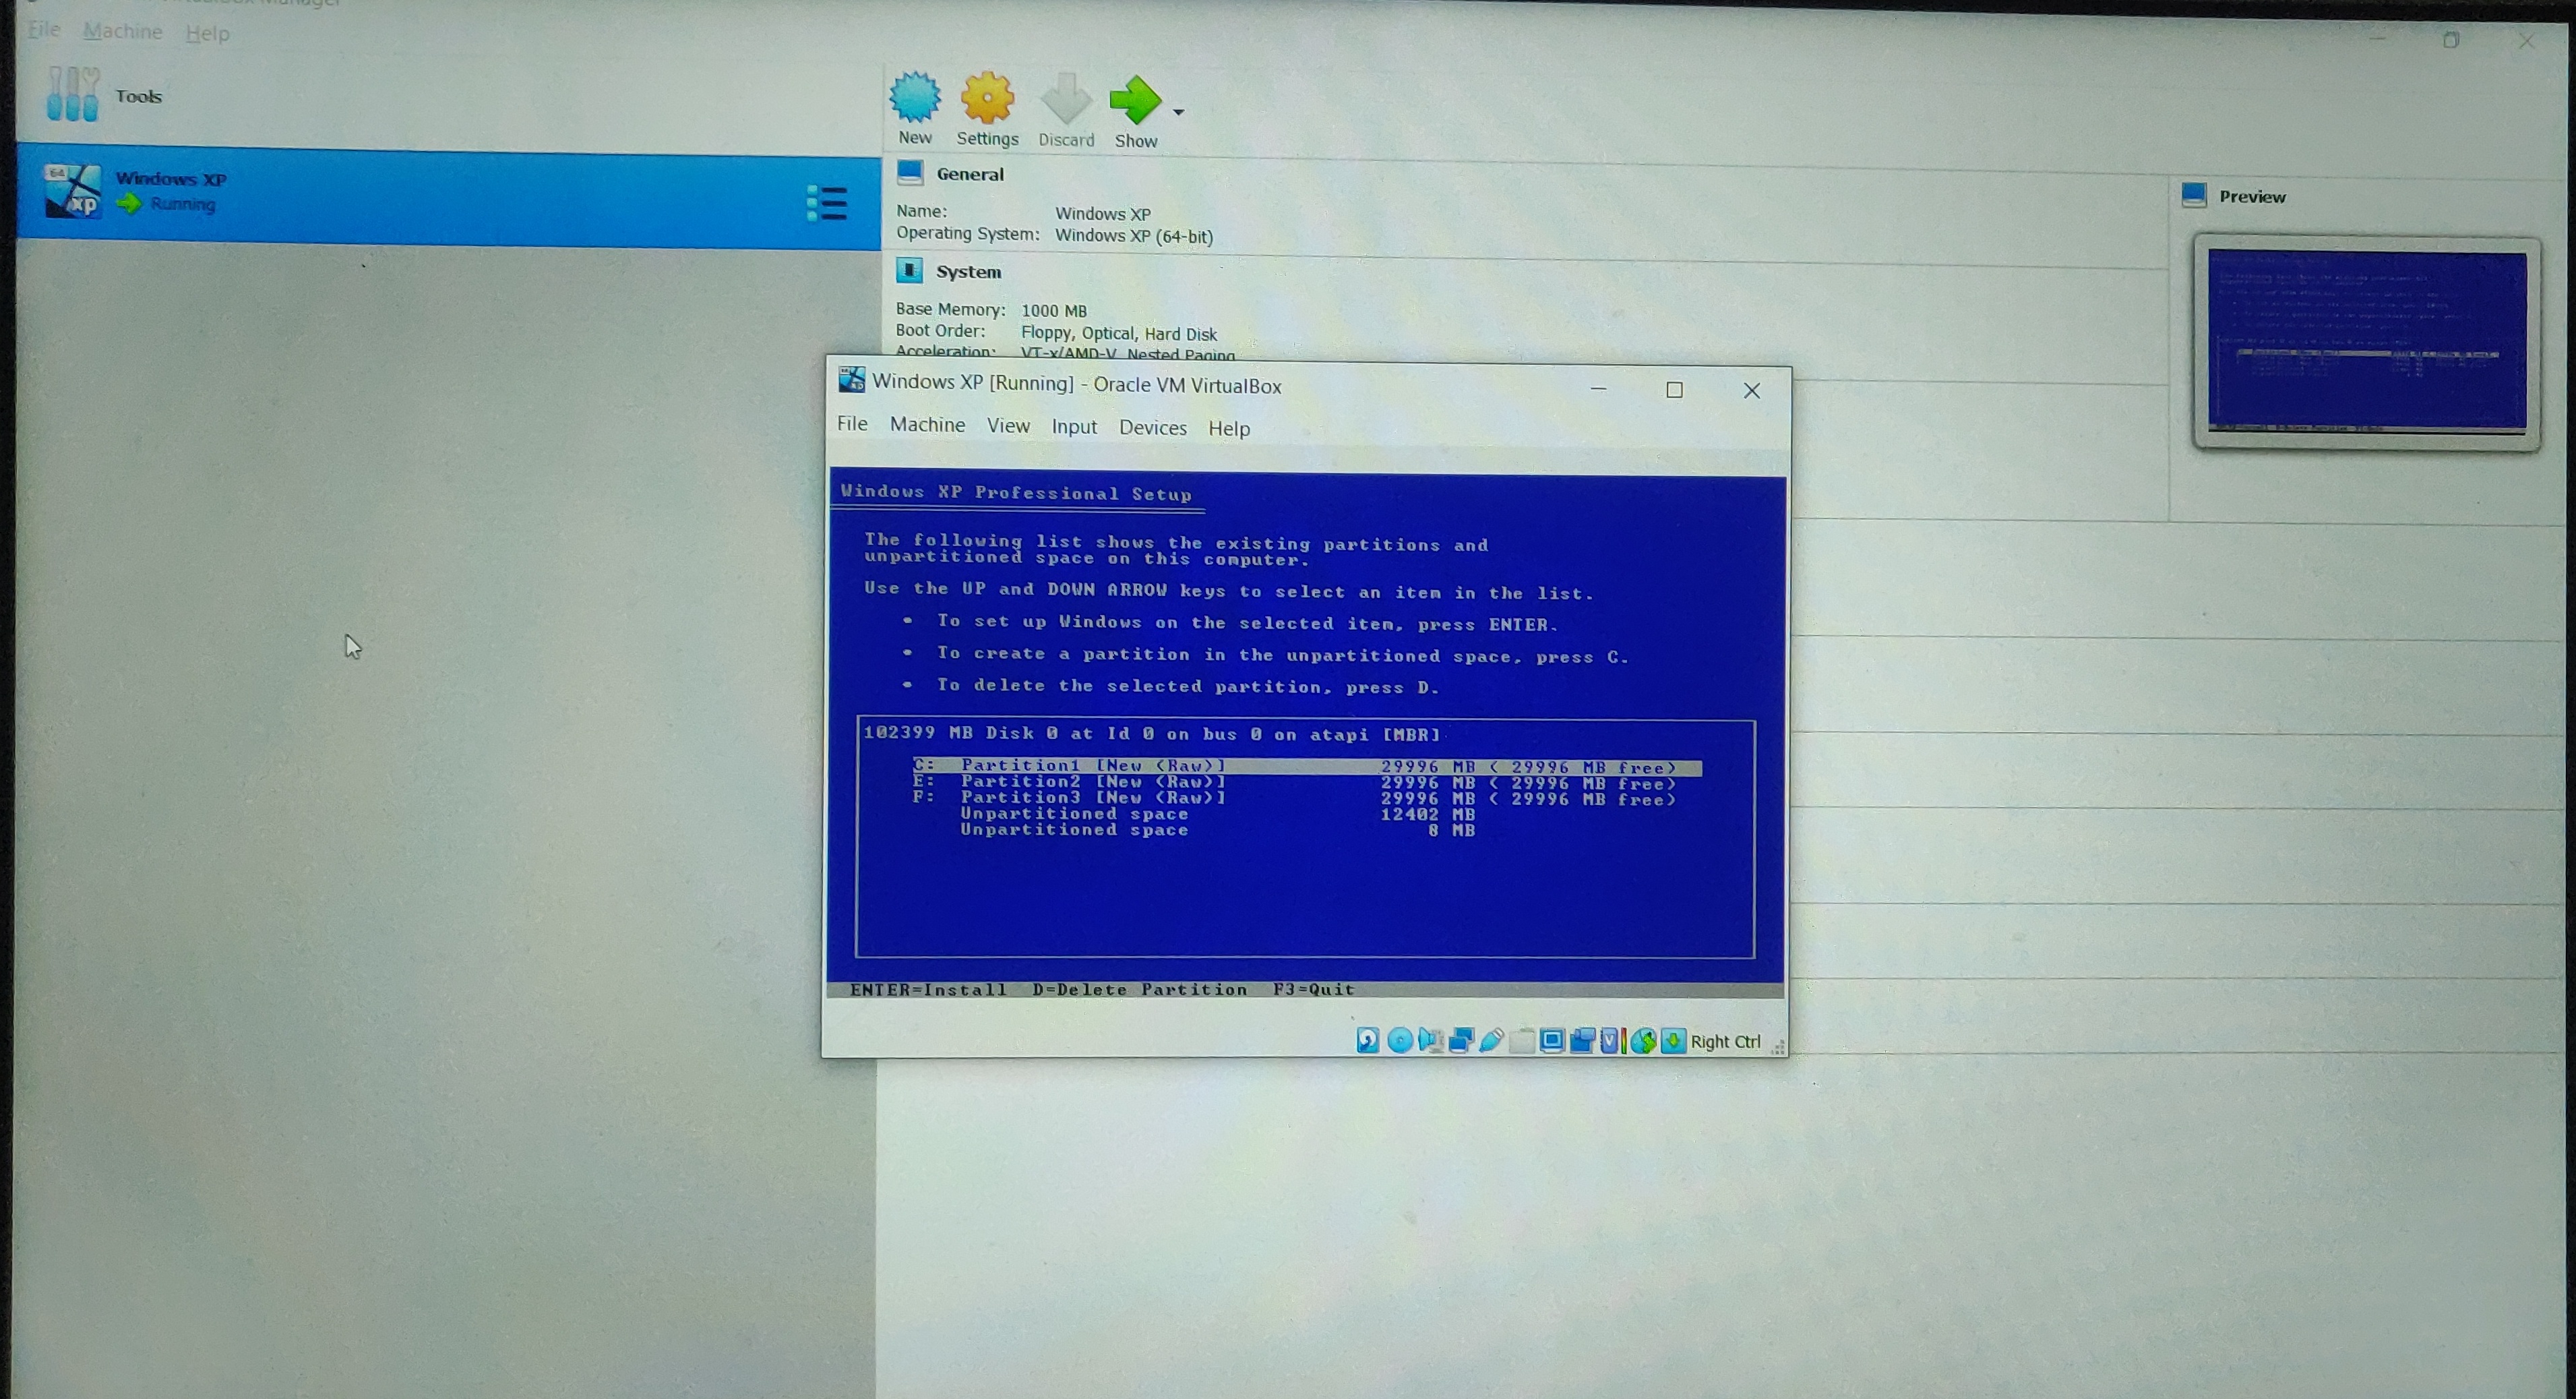 File Machine Help
Tools
Windows XP
Running
New Settings Discard Show
General
Name: Windows XP
Operating System: Windows XP (64-bit)
System
Base Memory: 1000 MB
Boot Order: Floppy, Optical, Hard Disk
Acceleration: VT-x/AMD-V, Nested Paging
Preview
Windows XP [Running] - Oracle VM VirtualBox
File Machine View Input Devices Help
Windows XP Professional Setup
The following list shows the existing partitions and
unpartitioned space on this computer.
Use the UP and DOWN ARROW keys to select an item in the list.
• To set up Windows on the selected item, press ENTER.
• To create a partition in the unpartitioned space, press C.
• To delete the selected partition, press D.
102399 MB Disk 0 at Id 0 on bus 0 on atapi [MBR]
C: Partition1 [New (Raw)] 29996 MB ( 29996 MB free)
E: Partition2 [New (Raw)] 29996 MB ( 29996 MB free)
F: Partition3 [New (Raw)] 29996 MB ( 29996 MB free)
Unpartitioned space 12402 MB
Unpartitioned space 8 MB
ENTER=Install D=Delete Partition F3=Quit
Right Ctrl